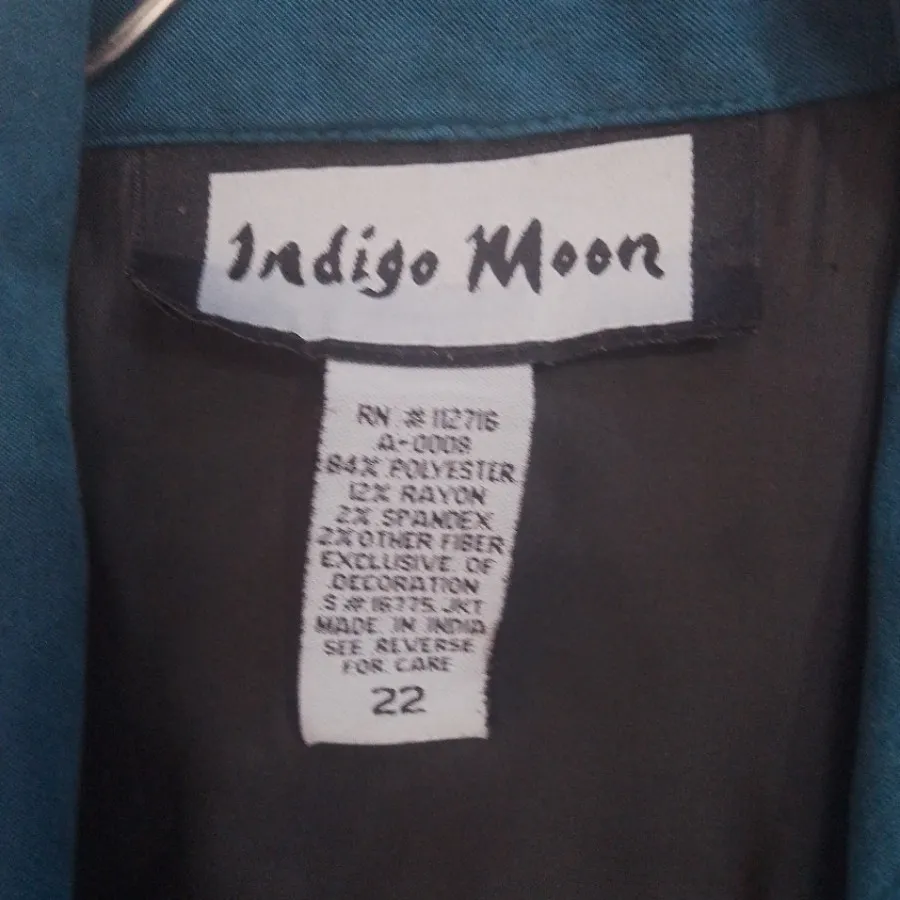 Indigo Moon
RN # 112716
A-0008
84% POLYESTER
12% RAYON
2% SPANDEX
2% OTHER FIBER
EXCLUSIVE OF
DECORATION
S # 16775 JKT
MADE IN INDIA
SEE REVERSE
FOR CARE
22